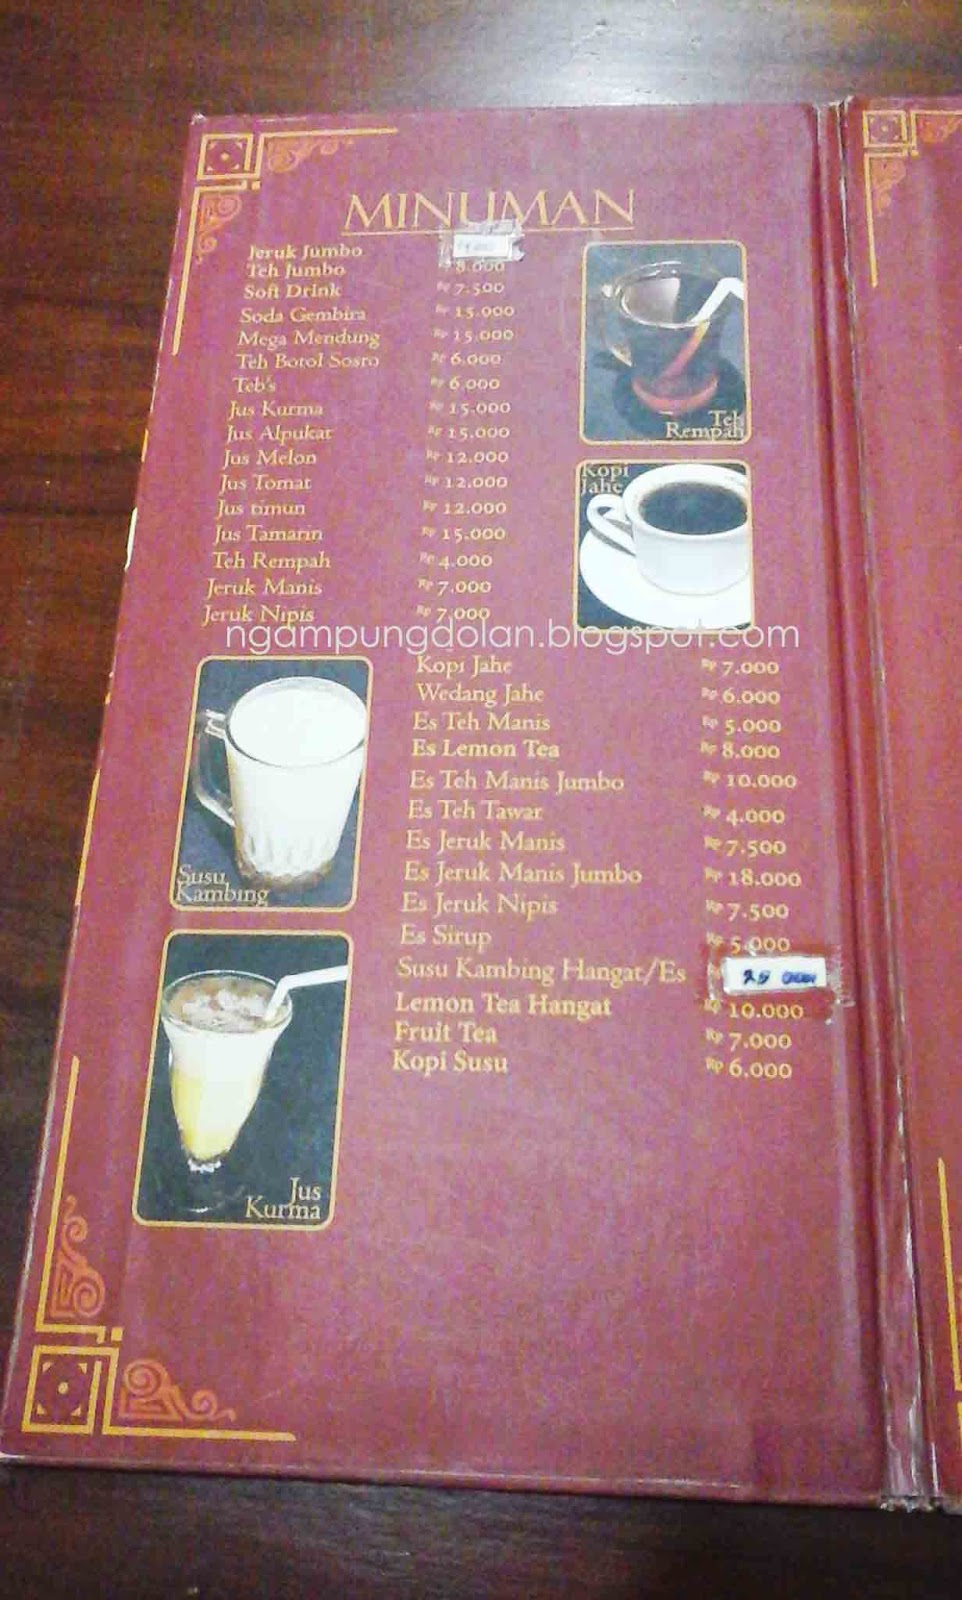 MINUMAN
Jeruk Jumbo
Teh Jumbo Rp 8.000
Soft Drink Rp 7.500
Soda Gembira Rp 15.000
Mega Mendung Rp 15.000
Teh Botol Sosro Rp 6.000
Teb's Rp 6.000
Jus Kurma Rp 15.000
Jus Alpukat Rp 15.000
Jus Melon Rp 12.000
Jus Tomat Rp 12.000
Jus timun Rp 12.000
Jus Tamarin Rp 15.000
Teh Rempah Rp 4.000
Jeruk Manis Rp 7.000
Jeruk Nipis Rp 7.000
Teh
Rempah
Kopi
Jahe
ngampungdolan.blogspot.com
Kopi Jahe Rp 7.000
Wedang Jahe Rp 6.000
Es Teh Manis Rp 5.000
Es Lemon Tea Rp 8.000
Es Teh Manis Jumbo Rp 10.000
Es Teh Tawar Rp 4.000
Es Jeruk Manis Rp 7.500
Es Jeruk Manis Jumbo Rp 18.000
Es Jeruk Nipis Rp 7.500
Es Sirup Rp 5.000
Susu Kambing Hangat/Es
Lemon Tea Hangat Rp 10.000
Fruit Tea Rp 7.000
Kopi Susu Rp 6.000
Susu
Kambing
Jus
Kurma